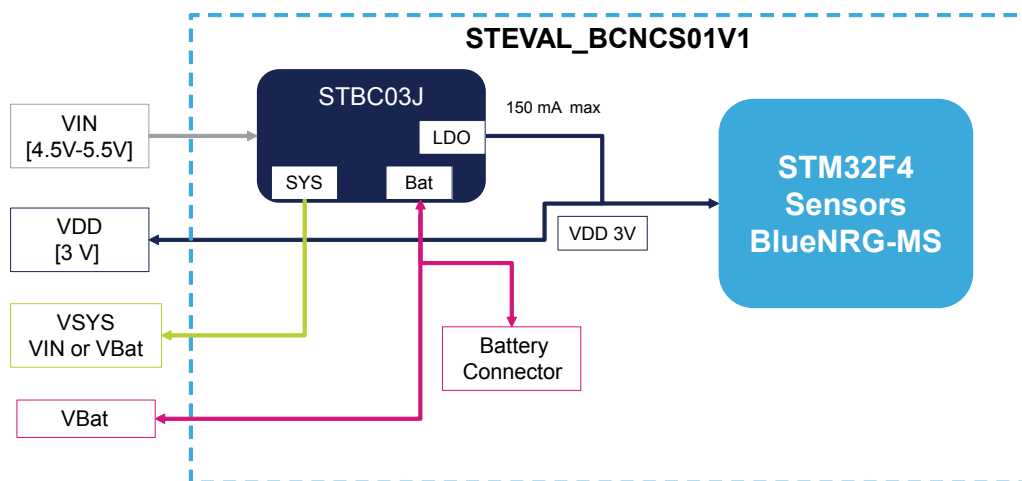 STEVAL_BCNCS01V1
STBC03J
150 mA max
LDO
VIN
[4.5V-5.5V]
SYS
Bat
STM32F4
Sensors
BlueNRG-MS
VDD
[3 V]
VDD 3V
VSYS
VIN or VBat
Battery
Connector
VBat